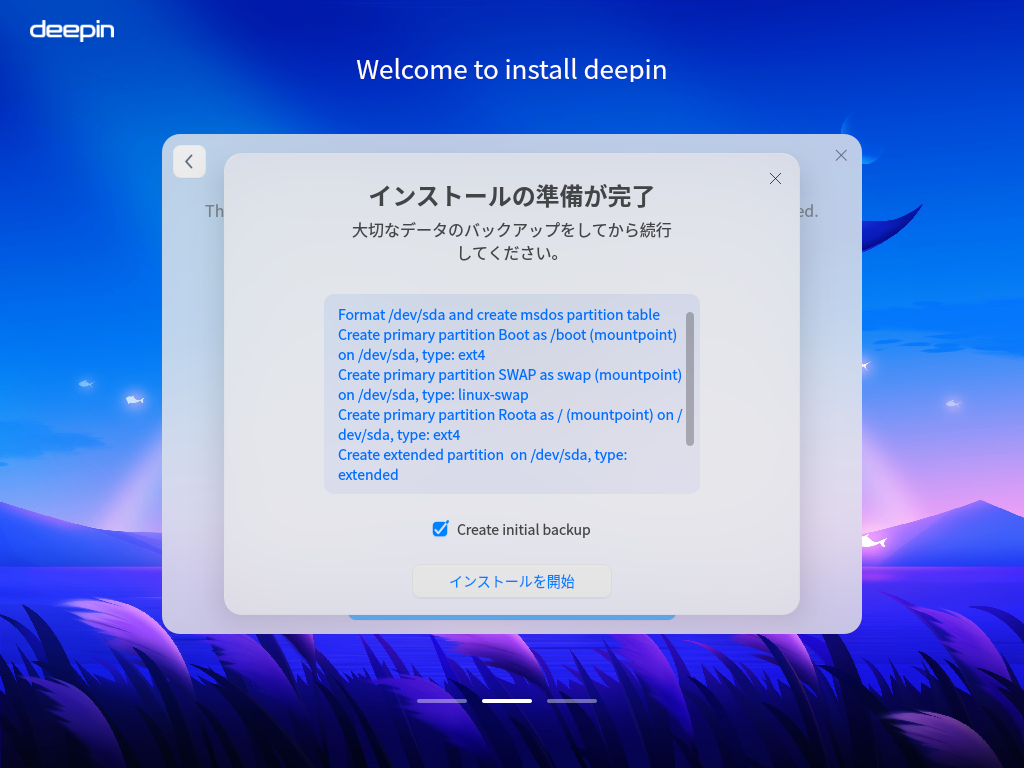 deepin
Welcome to install deepin
Th
ed.
インストールの準備が完了
大切なデータのバックアップをしてから続行
してください。
Format /dev/sda and create msdos partition table
Create primary partition Boot as /boot (mountpoint)
on /dev/sda, type: ext4
Create primary partition SWAP as swap (mountpoint)
on /dev/sda, type: linux-swap
Create primary partition Roota as / (mountpoint) on /
dev/sda, type: ext4
Create extended partition  on /dev/sda, type:
extended
Create initial backup
インストールを開始